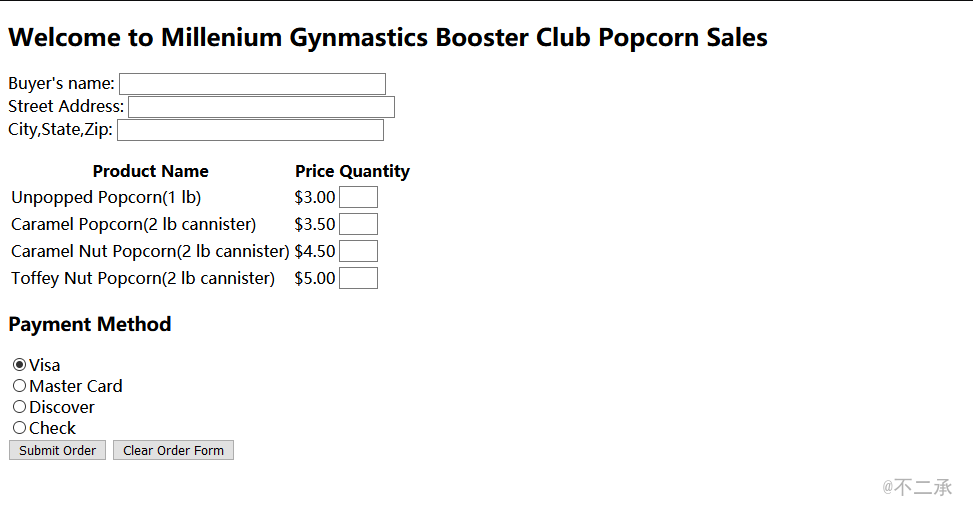 Welcome to Millenium Gynmastics Booster Club Popcorn Sales
Buyer's name:
Street Address:
City,State,Zip:
Product Name Price Quantity
Unpopped Popcorn(1 lb) $3.00
Caramel Popcorn(2 lb cannister) $3.50
Caramel Nut Popcorn(2 lb cannister) $4.50
Toffey Nut Popcorn(2 lb cannister) $5.00
Payment Method
Visa
Master Card
Discover
Check
Submit Order Clear Order Form
@不二承